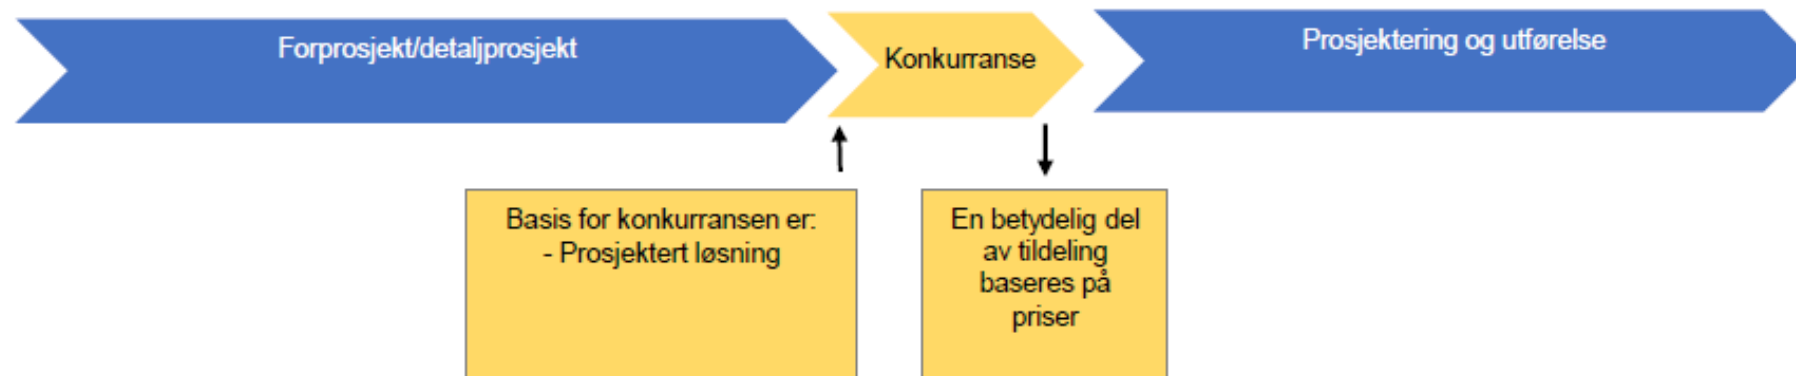 Forprosjekt/detaljprosjekt
Konkurranse
Prosjektering og utførelse
Basis for konkurransen er:
- Prosjektert løsning
En betydelig del
av tildeling
baseres på
priser